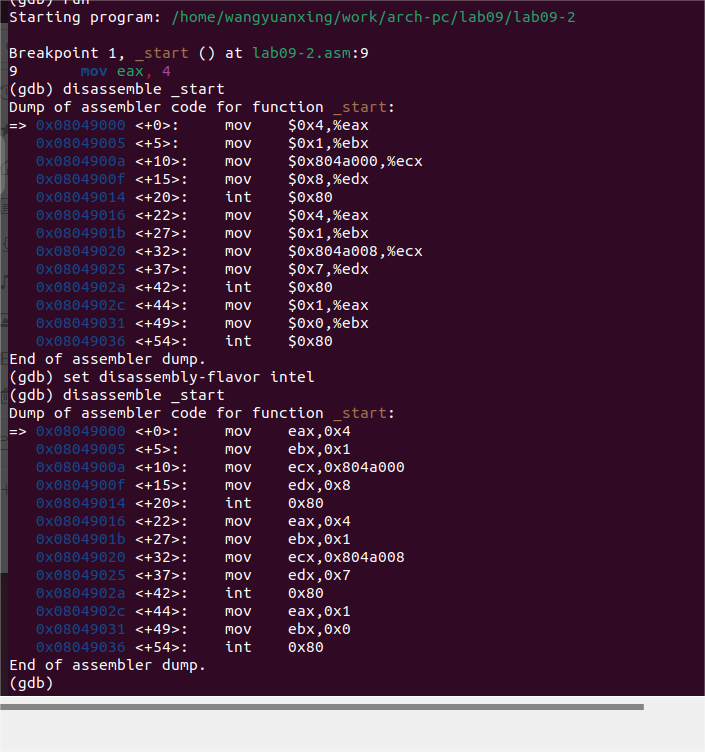 (gdb) run
Starting program: /home/wangyuanxing/work/arch-pc/lab09/lab09-2
Breakpoint 1, _start () at lab09-2.asm:9
9       mov eax, 4
(gdb) disassemble _start
Dump of assembler code for function _start:
=> 0x08049000 <+0>:     mov    $0x4,%eax
   0x08049005 <+5>:     mov    $0x1,%ebx
   0x0804900a <+10>:    mov    $0x804a000,%ecx
   0x0804900f <+15>:    mov    $0x8,%edx
   0x08049014 <+20>:    int    $0x80
   0x08049016 <+22>:    mov    $0x4,%eax
   0x0804901b <+27>:    mov    $0x1,%ebx
   0x08049020 <+32>:    mov    $0x804a008,%ecx
   0x08049025 <+37>:    mov    $0x7,%edx
   0x0804902a <+42>:    int    $0x80
   0x0804902c <+44>:    mov    $0x1,%eax
   0x08049031 <+49>:    mov    $0x0,%ebx
   0x08049036 <+54>:    int    $0x80
End of assembler dump.
(gdb) set disassembly-flavor intel
(gdb) disassemble _start
Dump of assembler code for function _start:
=> 0x08049000 <+0>:     mov    eax,0x4
   0x08049005 <+5>:     mov    ebx,0x1
   0x0804900a <+10>:    mov    ecx,0x804a000
   0x0804900f <+15>:    mov    edx,0x8
   0x08049014 <+20>:    int    0x80
   0x08049016 <+22>:    mov    eax,0x4
   0x0804901b <+27>:    mov    ebx,0x1
   0x08049020 <+32>:    mov    ecx,0x804a008
   0x08049025 <+37>:    mov    edx,0x7
   0x0804902a <+42>:    int    0x80
   0x0804902c <+44>:    mov    eax,0x1
   0x08049031 <+49>:    mov    ebx,0x0
   0x08049036 <+54>:    int    0x80
End of assembler dump.
(gdb)